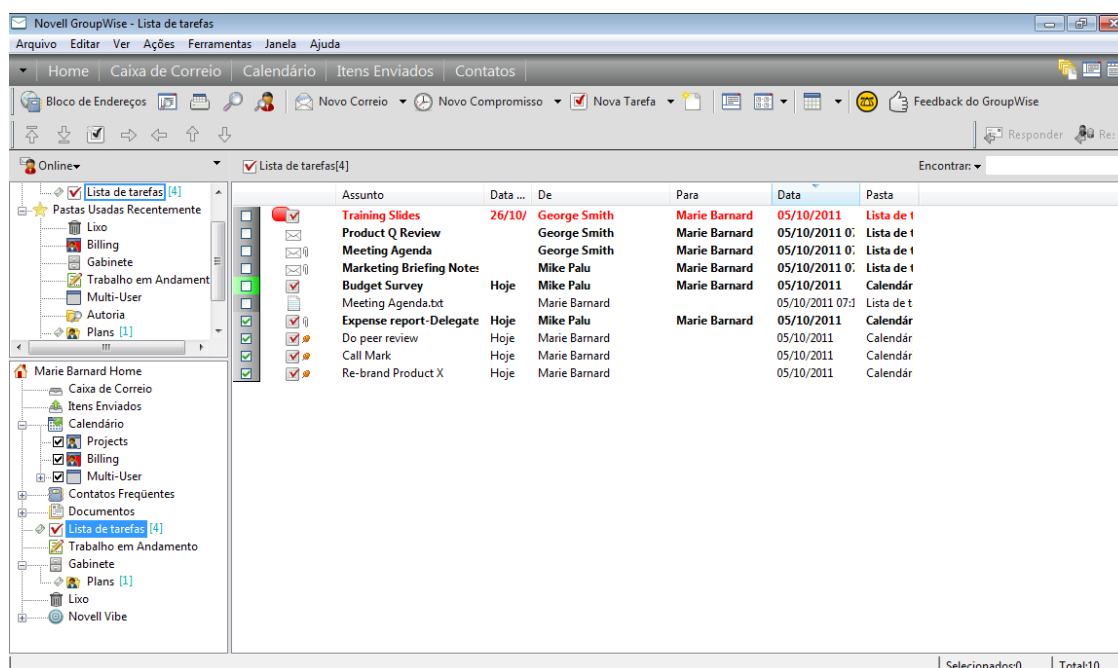 Novell GroupWise - Lista de tarefas
Arquivo Editar Ver Ações Ferramentas Janela Ajuda
Home Caixa de Correio Calendário Itens Enviados Contatos
Bloco de Endereços Novo Correio Novo Compromisso Nova Tarefa Feedback do GroupWise
Responder Re:
Online Lista de tarefas[4] Encontrar:
Lista de tarefas [4]
Pastas Usadas Recentemente
Lixo
Billing
Gabinete
Trabalho em Andament
Multi-User
Autoria
Plans [1]
Marie Barnard Home
Caixa de Correio
Itens Enviados
Calendário
Projects
Billing
Multi-User
Contatos Freqüentes
Documentos
Lista de tarefas [4]
Trabalho em Andamento
Gabinete
Plans [1]
Lixo
Novell Vibe
Assunto Data ... De Para Data Pasta
Training Slides 26/10/ George Smith Marie Barnard 05/10/2011 Lista de t
Product Q Review George Smith Marie Barnard 05/10/2011 07: Lista de t
Meeting Agenda George Smith Marie Barnard 05/10/2011 07: Lista de t
Marketing Briefing Notes Mike Palu Marie Barnard 05/10/2011 07: Lista de t
Budget Survey Hoje Mike Palu Marie Barnard 05/10/2011 Calendár
Meeting Agenda.txt Marie Barnard 05/10/2011 07:1 Lista de t
Expense report-Delegate Hoje Mike Palu Marie Barnard 05/10/2011 Calendár
Do peer review Hoje Marie Barnard 05/10/2011 Calendár
Call Mark Hoje Marie Barnard 05/10/2011 Calendár
Re-brand Product X Hoje Marie Barnard 05/10/2011 Calendár
Selecionados:0 Total:10